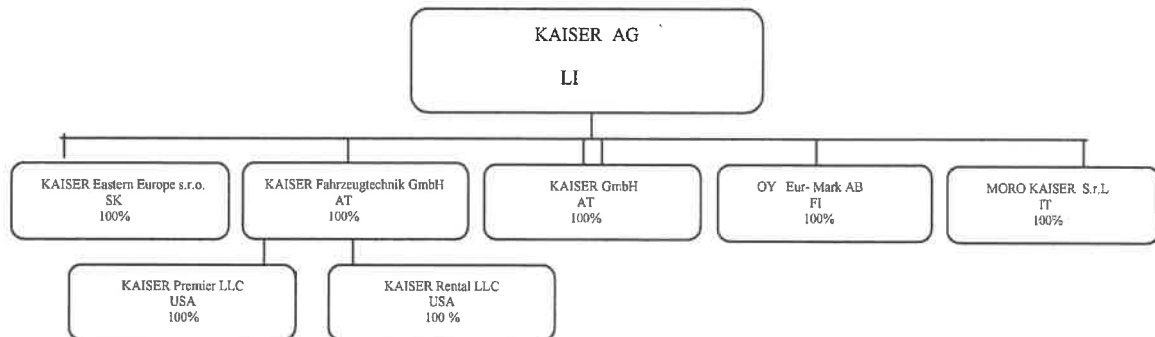 KAISER AG
LI
KAISER Eastern Europe s.r.o.
SK
100%
KAISER Fahrzeugtechnik GmbH
AT
100%
KAISER GmbH
AT
100%
OY Eur- Mark AB
FI
100%
MORO KAISER S.r.L
IT
100%
KAISER Premier LLC
USA
100%
KAISER Rental LLC
USA
100 %